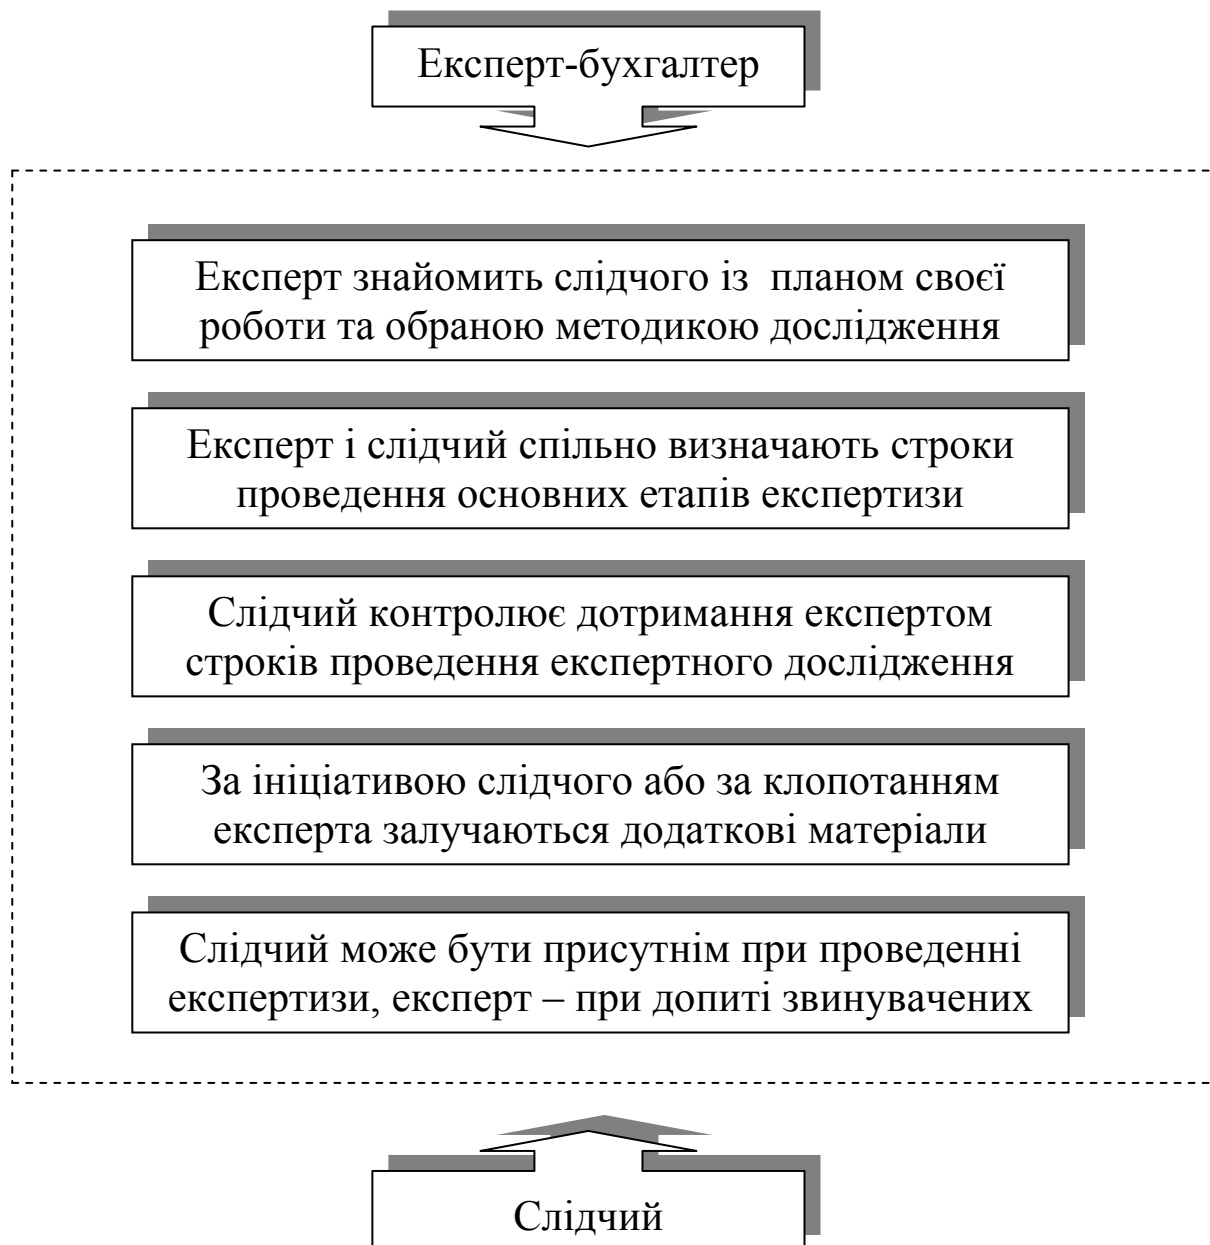 Експерт-бухгалтер
Експерт знайомить слідчого із  планом своєї
роботи та обраною методикою дослідження
Експерт і слідчий спільно визначають строки
проведення основних етапів експертизи
Слідчий контролює дотримання експертом
строків проведення експертного дослідження
За ініціативою слідчого або за клопотанням
експерта залучаються додаткові матеріали
Слідчий може бути присутнім при проведенні
експертизи, експерт – при допиті звинувачених
Слідчий